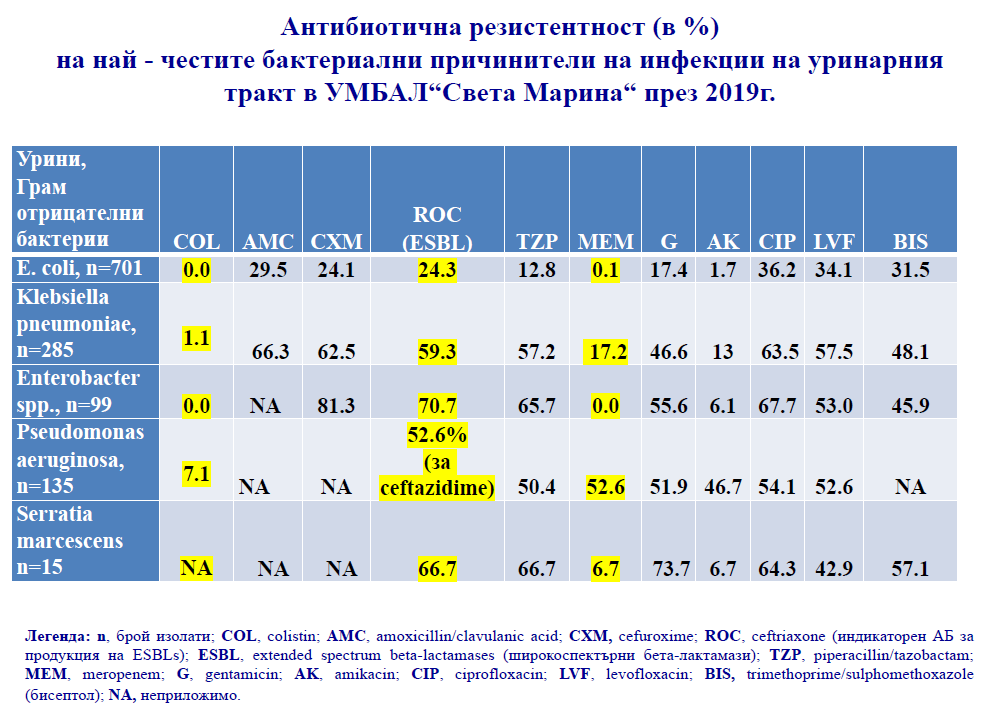 Антибиотична резистентност (в %)
на най - честите бактериални причинители на инфекции на уринарния
тракт в УМБАЛ“Света Марина“ през 2019г.
Урини,
Грам
отрицателни
бактерии COL AMC CXM ROC (ESBL) TZP MEM G AK CIP LVF BIS
E. coli, n=701 0.0 29.5 24.1 24.3 12.8 0.1 17.4 1.7 36.2 34.1 31.5
Klebsiella
pneumoniae,
n=285 1.1 66.3 62.5 59.3 57.2 17.2 46.6 13 63.5 57.5 48.1
Enterobacter
spp., n=99 0.0 NA 81.3 70.7 65.7 0.0 55.6 6.1 67.7 53.0 45.9
Pseudomonas
aeruginosa,
n=135 7.1 NA NA 52.6% (за ceftazidime) 50.4 52.6 51.9 46.7 54.1 52.6 NA
Serratia
marcescens
n=15 NA NA NA 66.7 66.7 6.7 73.7 6.7 64.3 42.9 57.1
Легенда: n, брой изолати; COL, colistin; AMC, amoxicillin/clavulanic acid; CXM, cefuroxime; ROC, ceftriaxone (индикаторен АБ за
продукция на ESBLs); ESBL, extended spectrum beta-lactamases (широкоспектърни бета-лактамази); TZP, piperacillin/tazobactam;
MEM, meropenem; G, gentamicin; AK, amikacin; CIP, ciprofloxacin; LVF, levofloxacin; BIS, trimethoprime/sulphomethoxazole
(бисептол); NA, неприложимо.